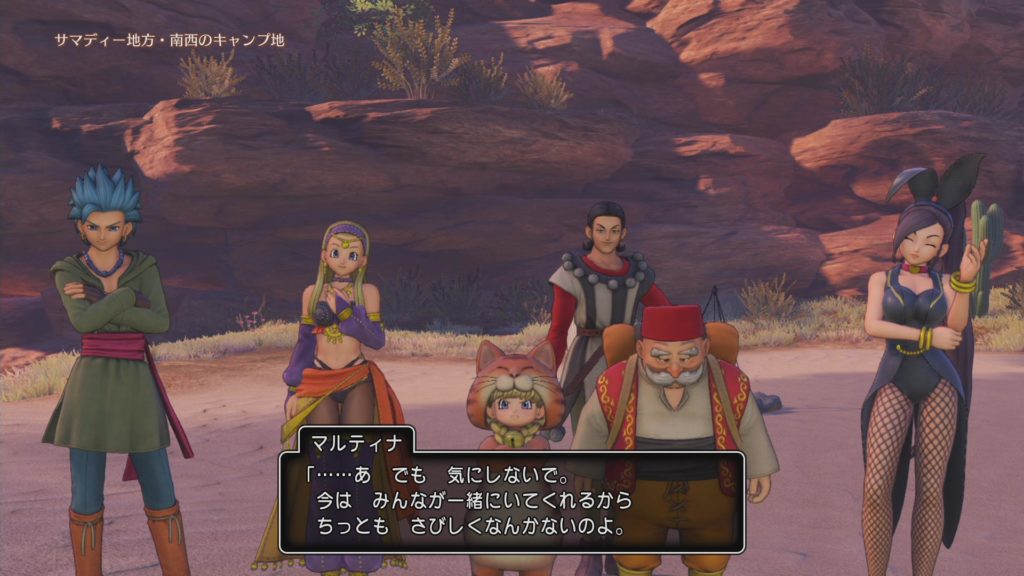 サマディー地方・南西のキャンプ地
マルティナ
「……あ　でも　気にしないで。
今は　みんなが一緒にいてくれるから
ちっとも　さびしくなんかないのよ。